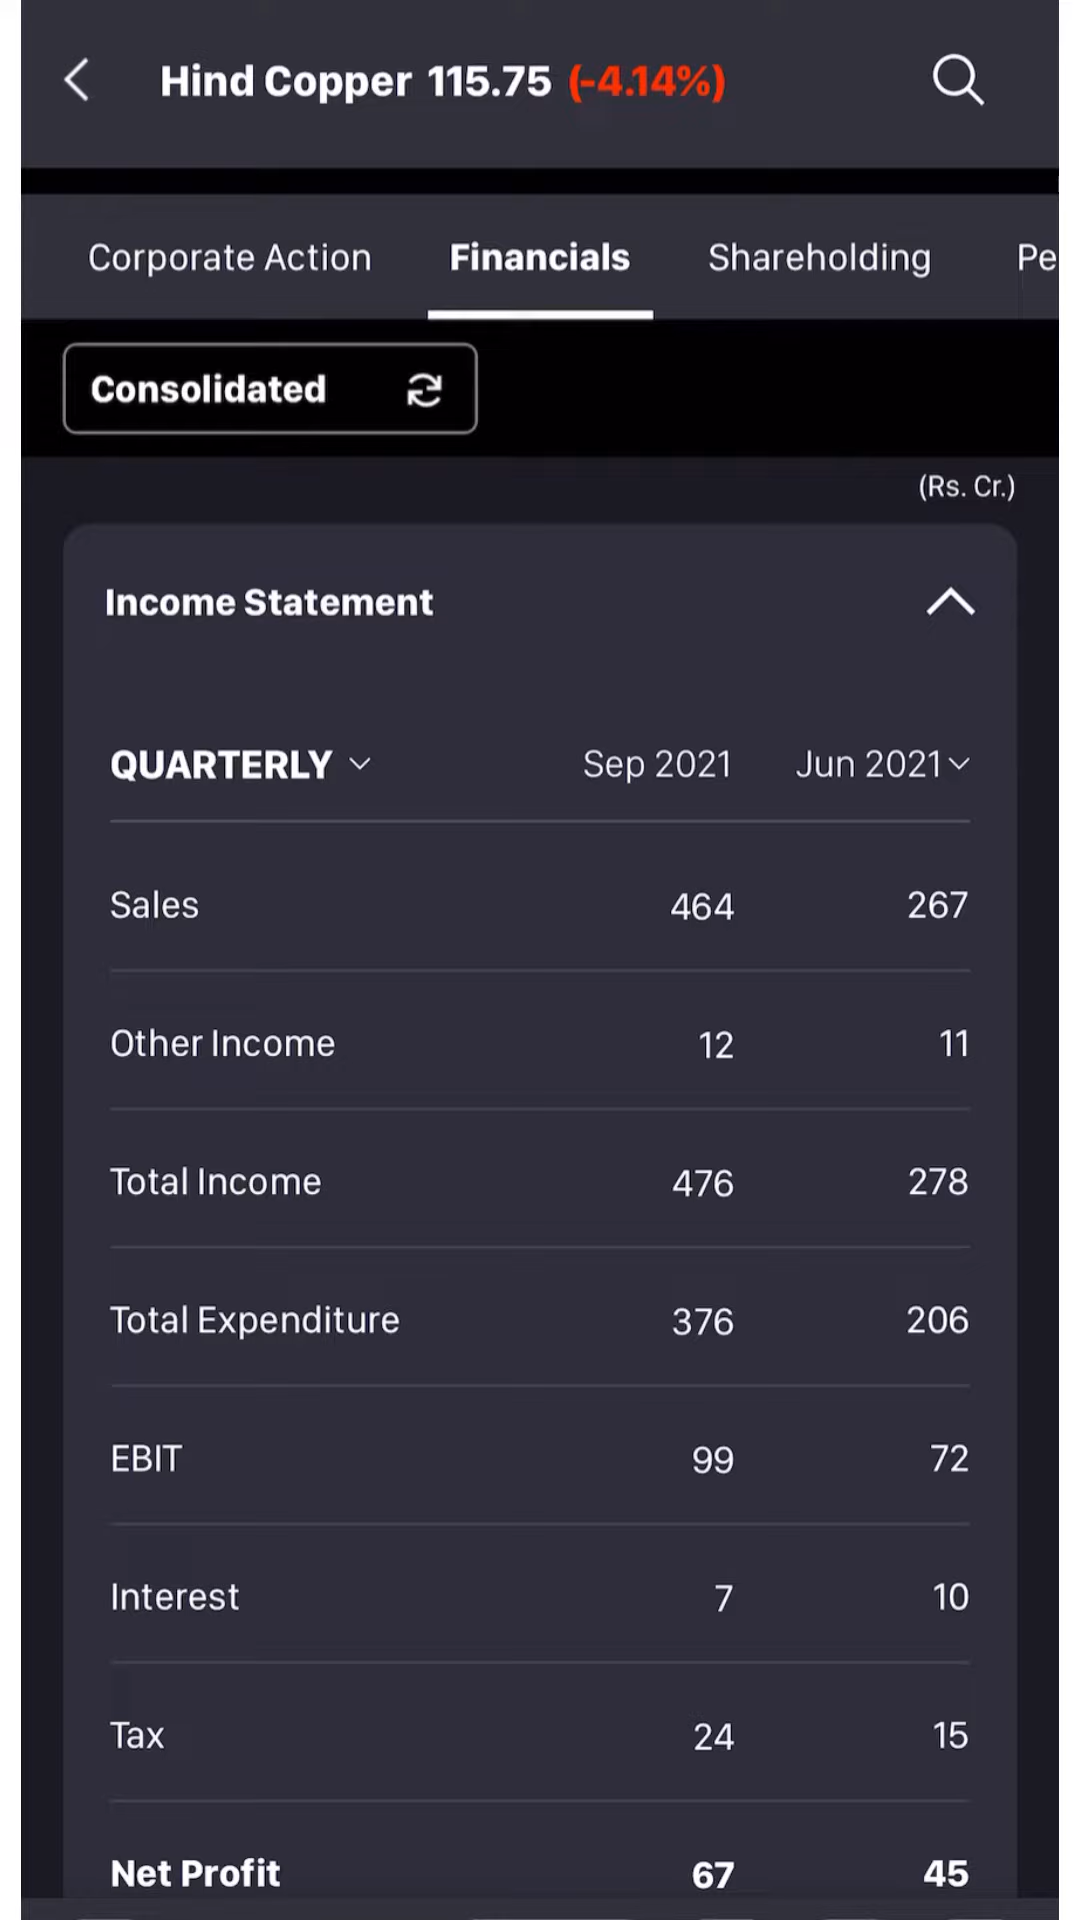 Hind Copper 115.75 (-4.14%)
Corporate Action Financials Shareholding Pe
Consolidated
(Rs. Cr.)
Income Statement
QUARTERLY Sep 2021 Jun 2021
Sales 464 267
Other Income 12 11
Total Income 476 278
Total Expenditure 376 206
EBIT 99 72
Interest 7 10
Tax 24 15
Net Profit 67 45